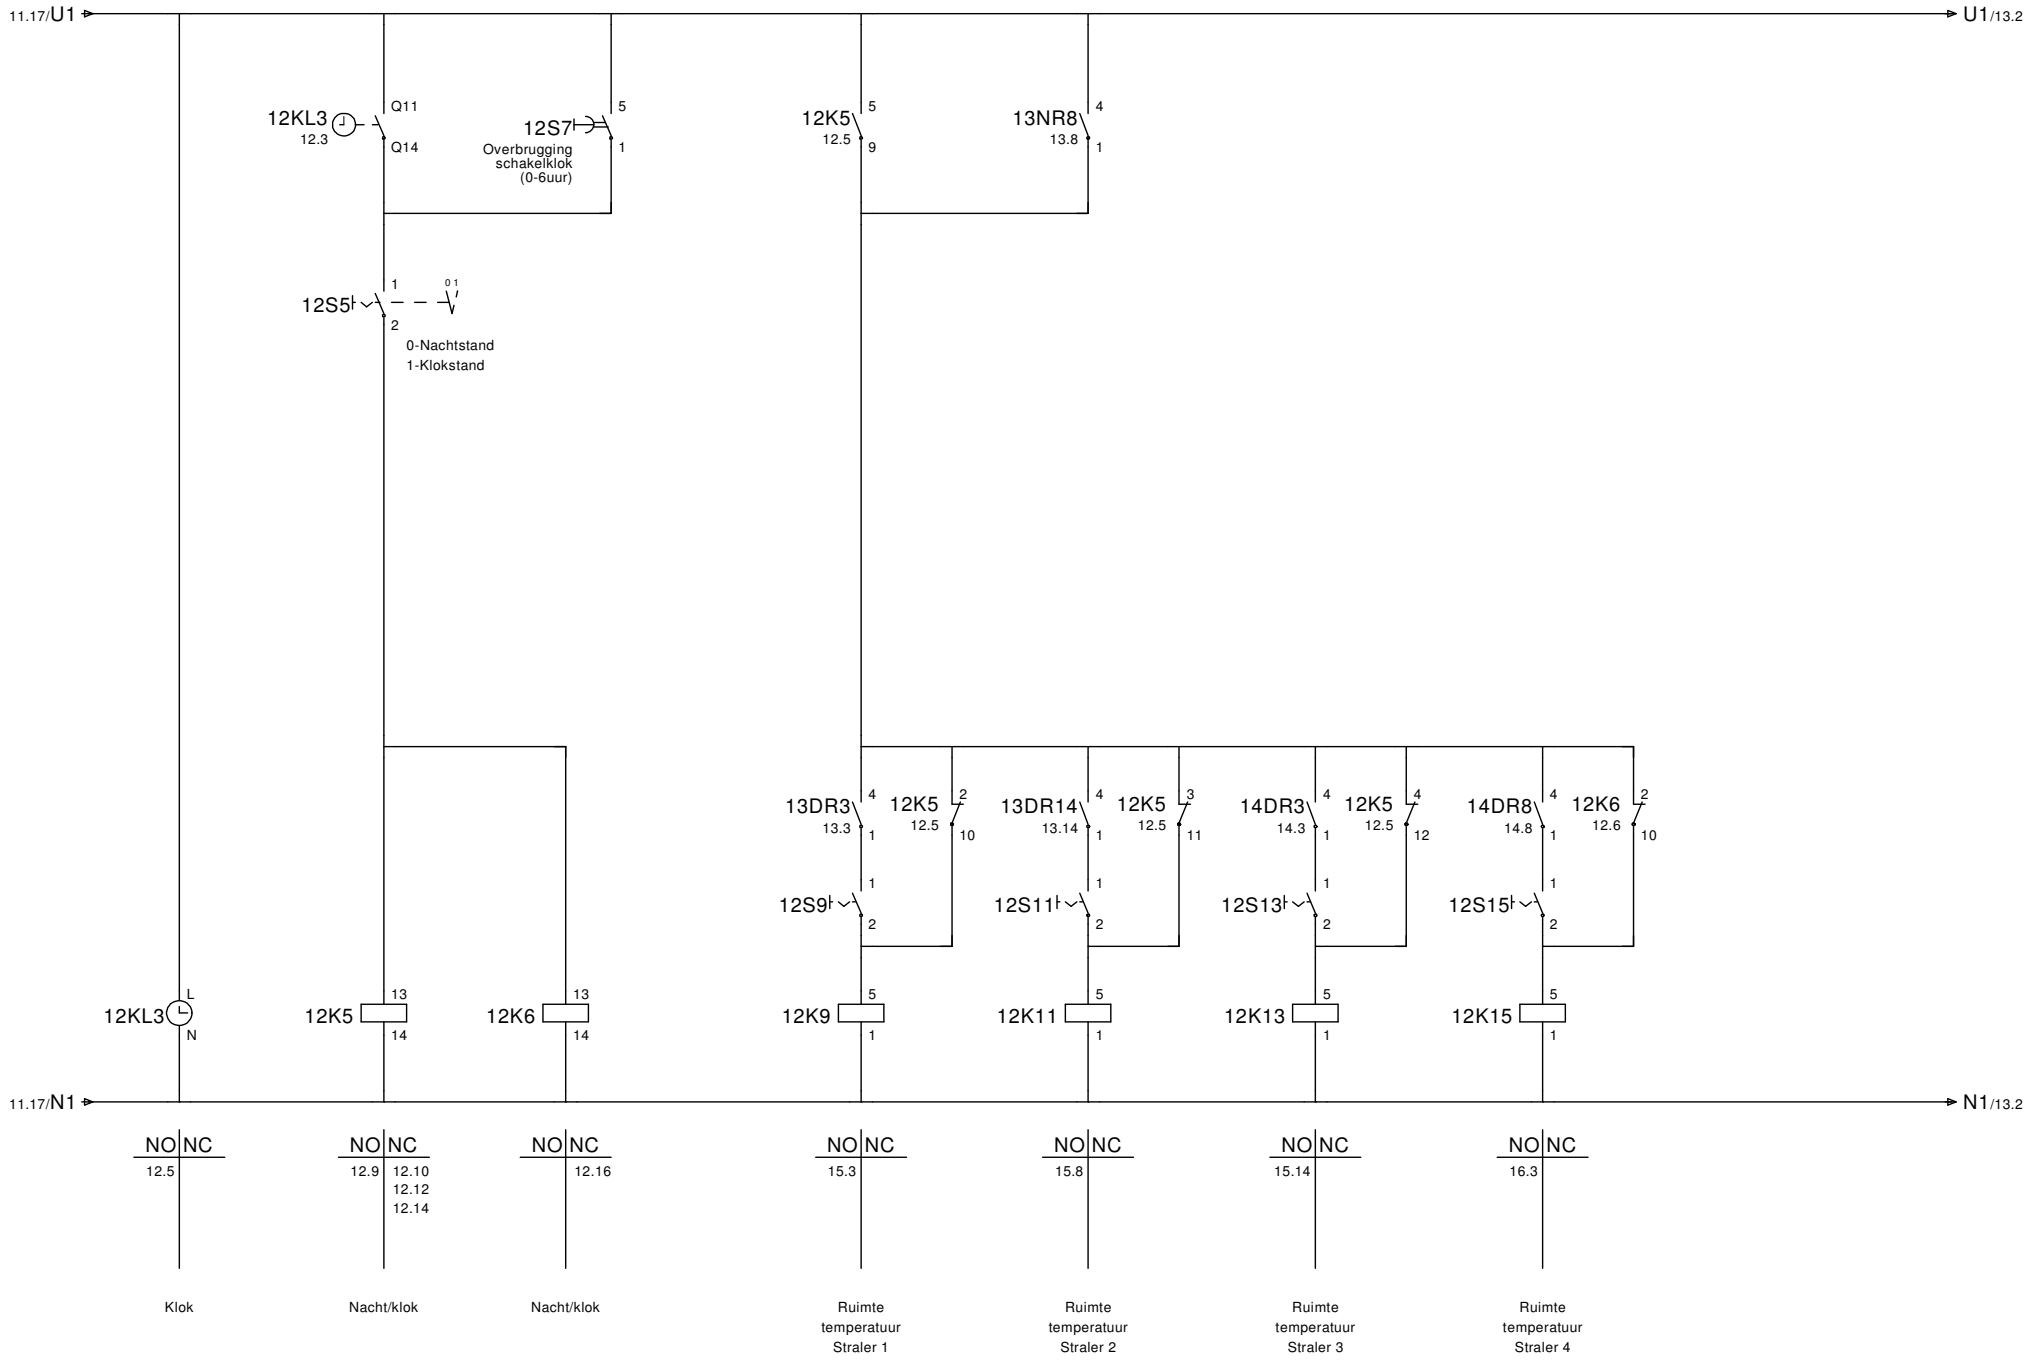 11.17/U1
U1/13.2
12KL3
12.3
Q11
Q14
12S7
5
1
Overbrugging
schakelklok
(0-6uur)
12K5
12.5
5
9
13NR8
13.8
4
1
12S5
1
2
0 1
0-Nachtstand
1-Klokstand
13DR3
13.3
4
1
12K5
12.5
2
10
13DR14
13.14
4
1
12K5
12.5
3
11
14DR3
14.3
4
1
12K5
12.5
4
12
14DR8
14.8
4
1
12K6
12.6
2
10
12S9
1
2
12S11
1
2
12S13
1
2
12S15
1
2
12KL3
L
N
12K5
13
14
12K6
13
14
12K9
5
1
12K11
5
1
12K13
5
1
12K15
5
1
11.17/N1
N1/13.2
NO NC
12.5
NO NC
12.9 12.10
12.12
12.14
NO NC
12.16
NO NC
15.3
NO NC
15.8
NO NC
15.14
NO NC
16.3
Klok
Nacht/klok
Nacht/klok
Ruimte
temperatuur
Straler 1
Ruimte
temperatuur
Straler 2
Ruimte
temperatuur
Straler 3
Ruimte
temperatuur
Straler 4